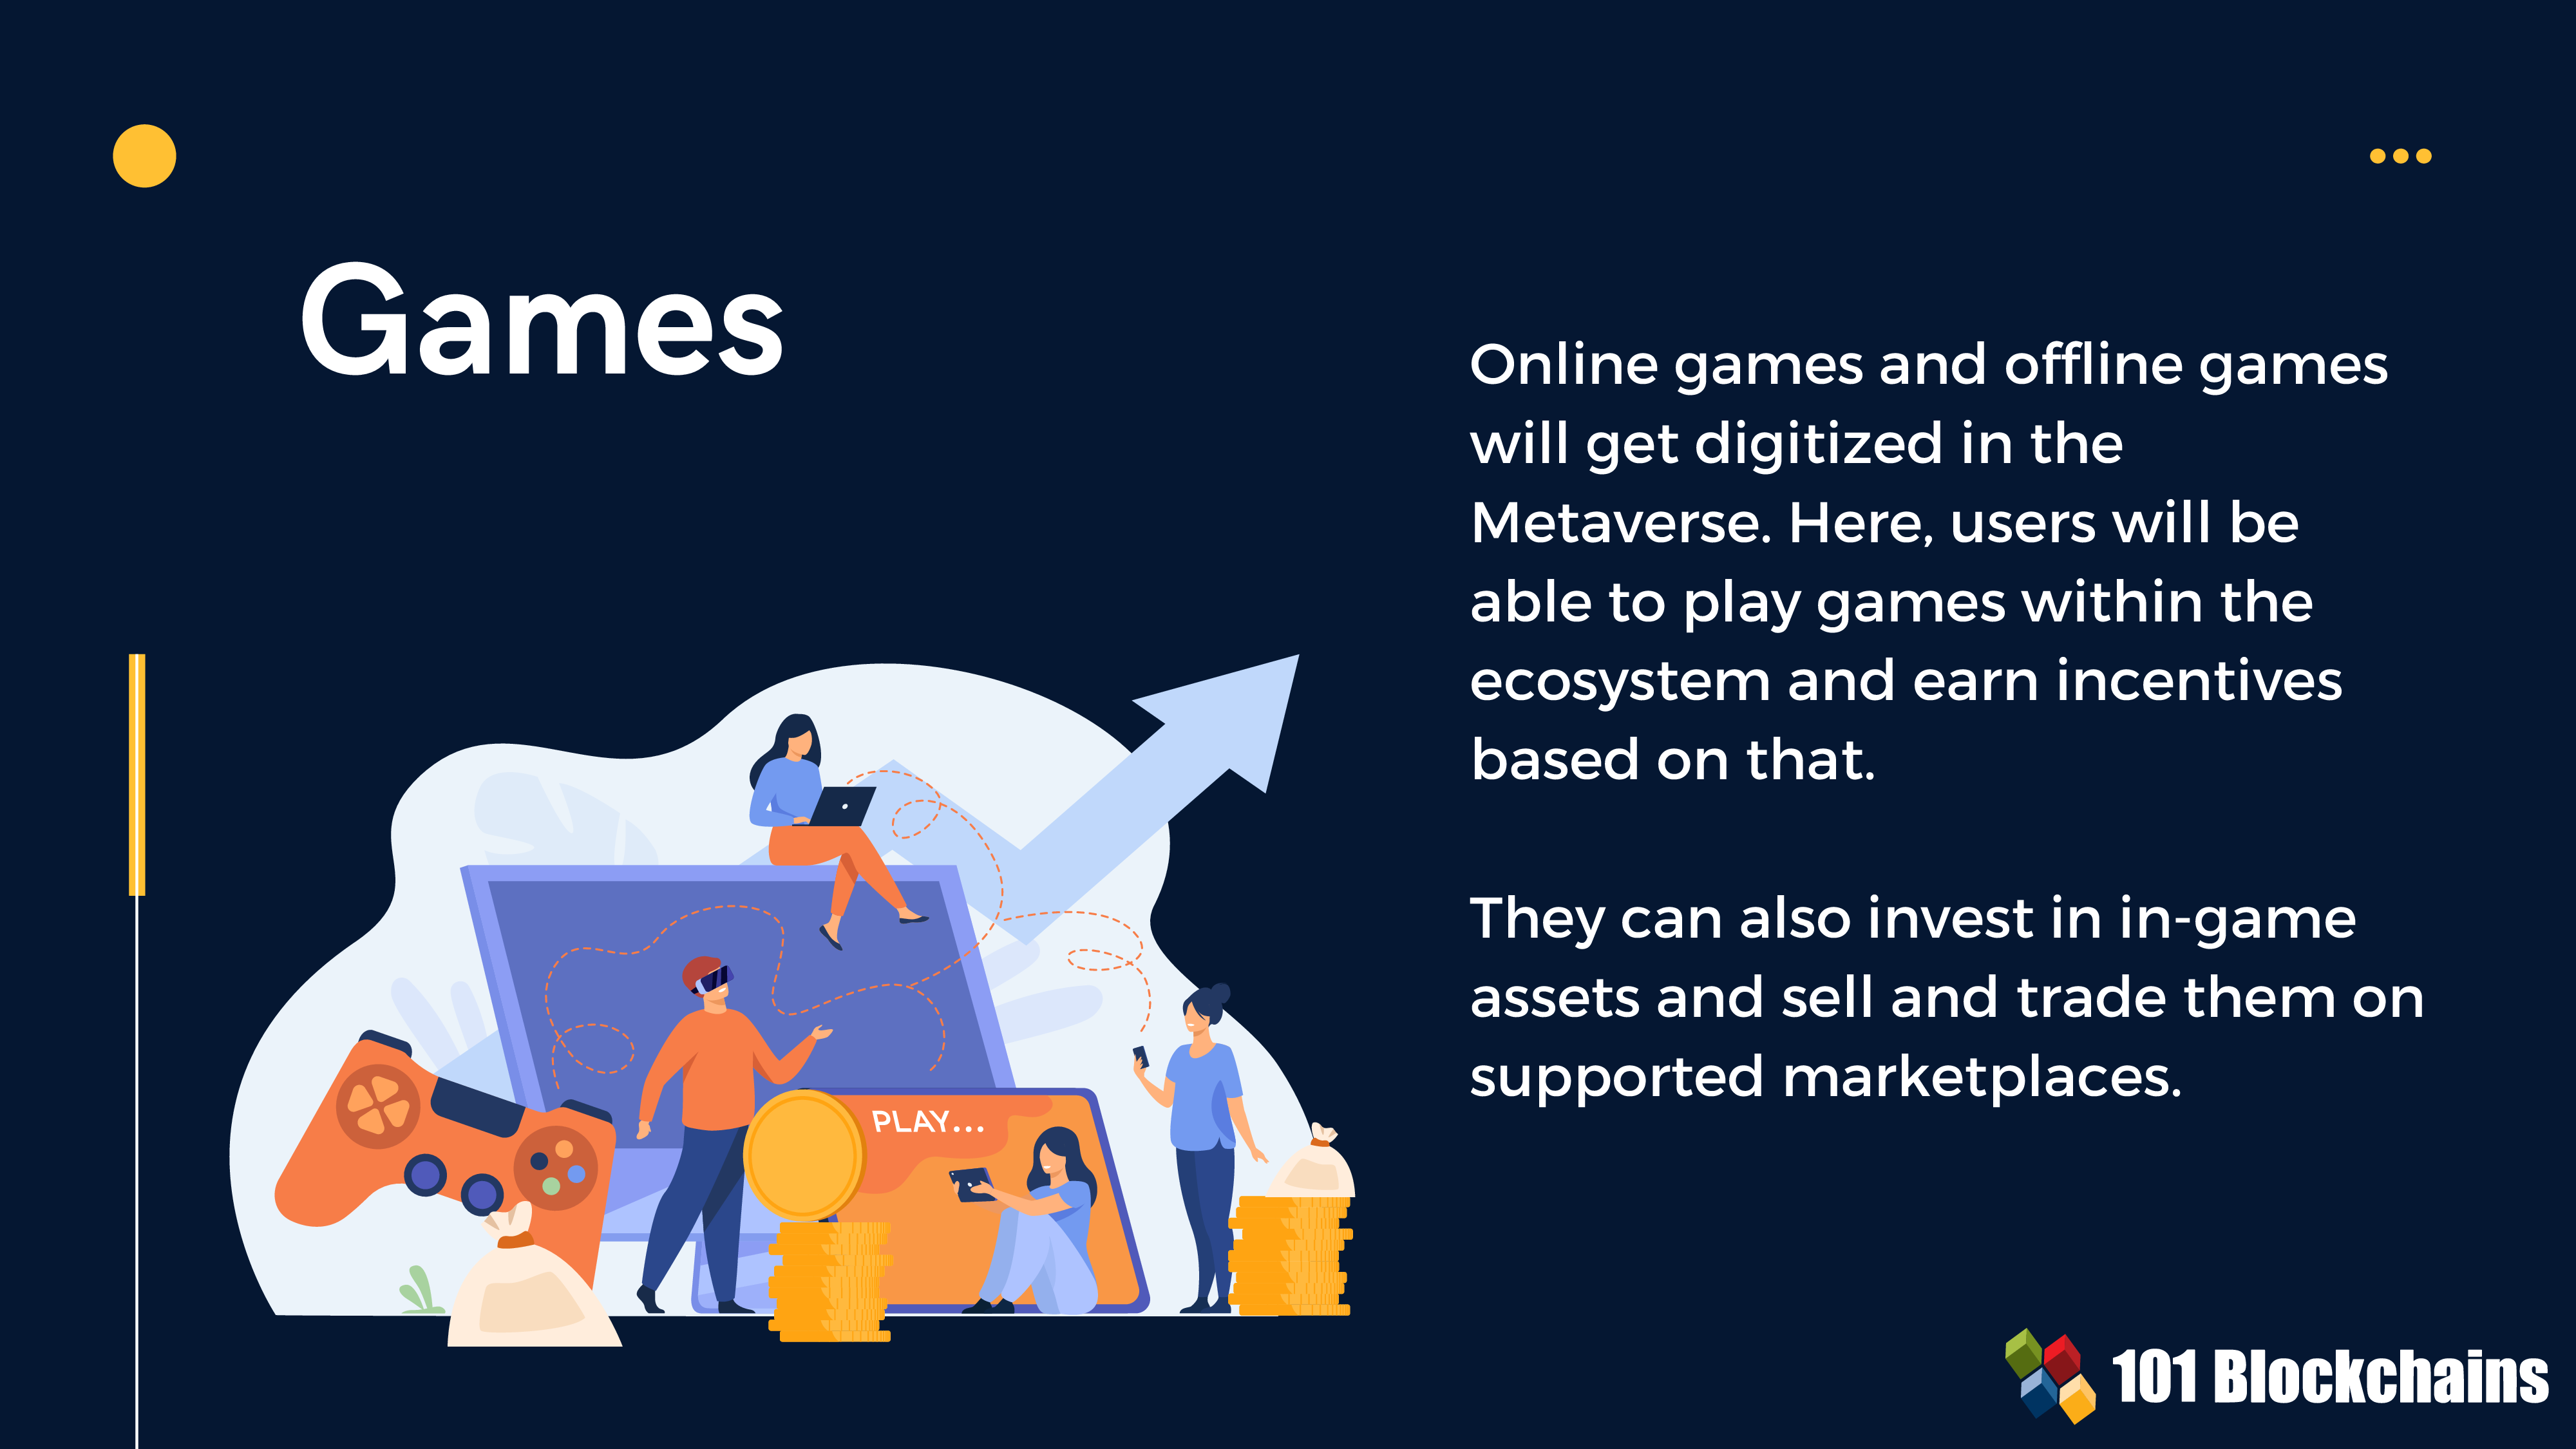 Games
Online games and offline games
will get digitized in the
Metaverse. Here, users will be
able to play games within the
ecosystem and earn incentives
based on that.
They can also invest in in-game
assets and sell and trade them on
supported marketplaces.
PLAY...
101 Blockchains